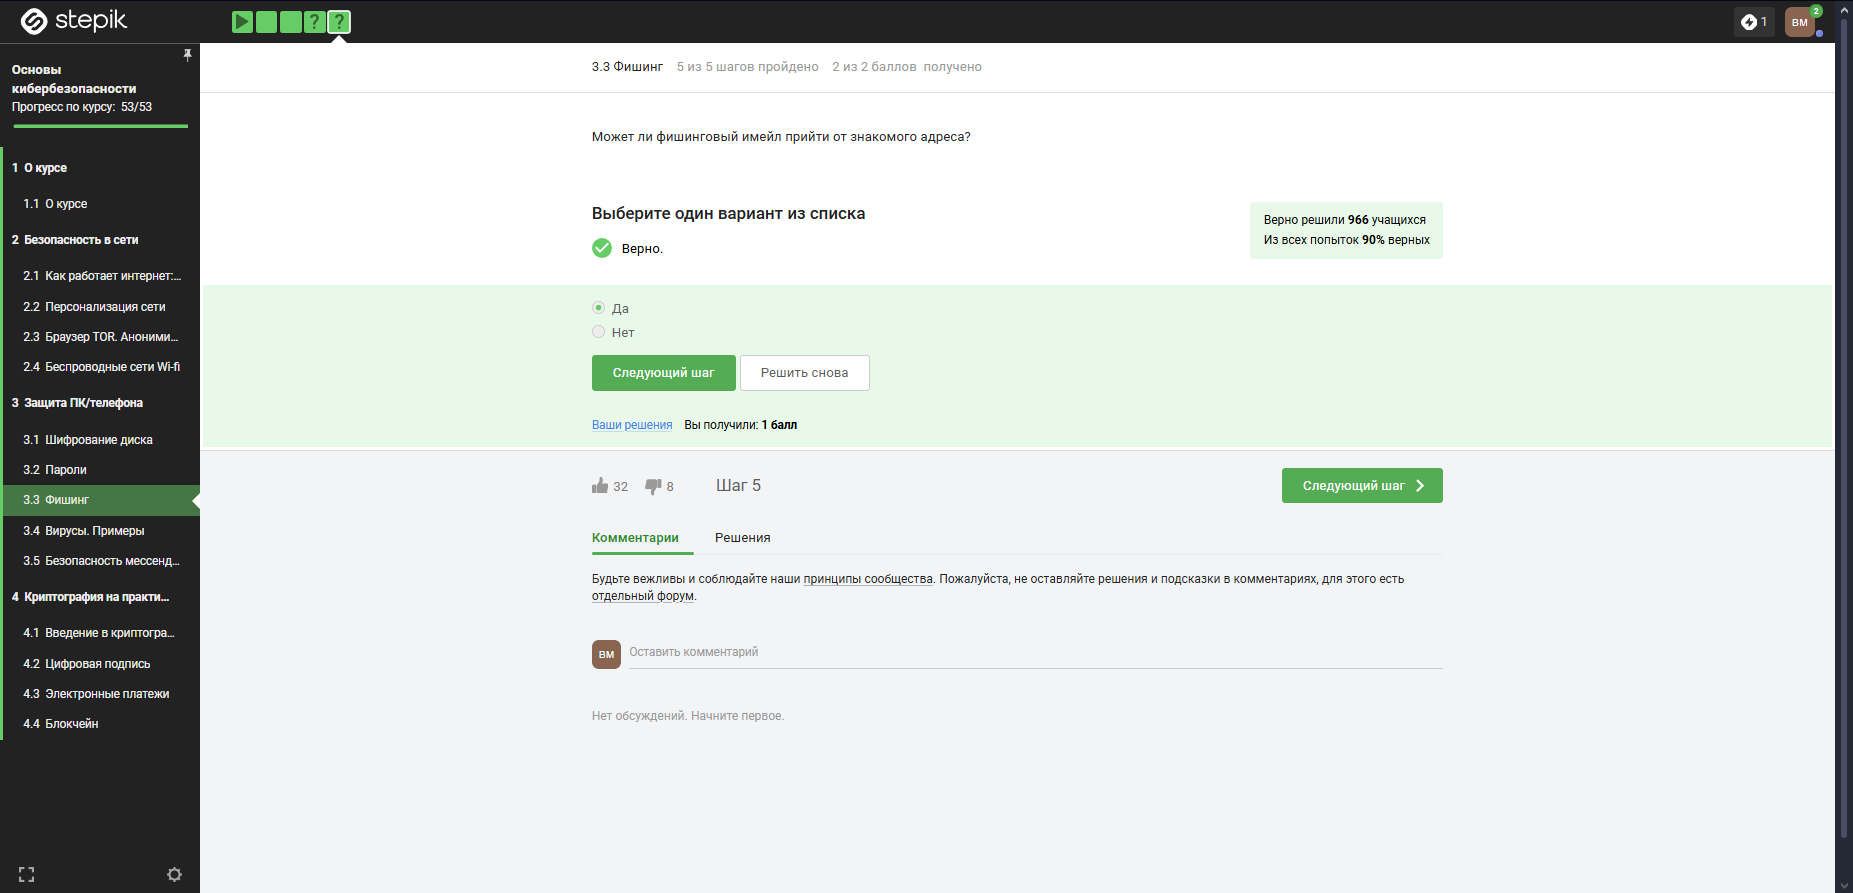 stepik
? ?
1
ВМ
2
Основы
кибербезопасности
Прогресс по курсу: 53/53
1 О курсе
1.1 О курсе
2 Безопасность в сети
2.1 Как работает интернет:...
2.2 Персонализация сети
2.3 Браузер TOR. Аноними...
2.4 Беспроводные сети Wi-fi
3 Защита ПК/телефона
3.1 Шифрование диска
3.2 Пароли
3.3 Фишинг
3.4 Вирусы. Примеры
3.5 Безопасность мессенд...
4 Криптография на практи...
4.1 Введение в криптогра...
4.2 Цифровая подпись
4.3 Электронные платежи
4.4 Блокчейн
3.3 Фишинг 5 из 5 шагов пройдено 2 из 2 баллов получено
Может ли фишинговый имейл прийти от знакомого адреса?
Выберите один вариант из списка
Верно.
Верно решили 966 учащихся
Из всех попыток 90% верных
Да
Нет
Следующий шаг
Решить снова
Ваши решения Вы получили: 1 балл
32 8 Шаг 5
Следующий шаг
Комментарии Решения
Будьте вежливы и соблюдайте наши принципы сообщества. Пожалуйста, не оставляйте решения и подсказки в комментариях, для этого есть
отдельный форум.
ВМ Оставить комментарий
Нет обсуждений. Начните первое.